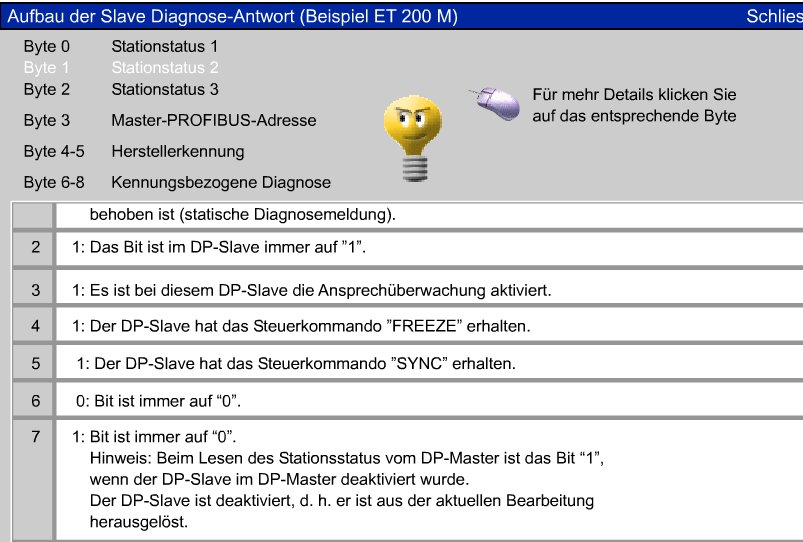 Aufbau der Slave Diagnose-Antwort (Beispiel ET 200 M) Schlies
Byte 0 Stationstatus 1
Byte 1 Stationstatus 2
Byte 2 Stationstatus 3
Byte 3 Master-PROFIBUS-Adresse
Byte 4-5 Herstellerkennung
Byte 6-8 Kennungsbezogene Diagnose
Für mehr Details klicken Sie
auf das entsprechende Byte
behoben ist (statische Diagnosemeldung).
2 1: Das Bit ist im DP-Slave immer auf ”1”.
3 1: Es ist bei diesem DP-Slave die Ansprechüberwachung aktiviert.
4 1: Der DP-Slave hat das Steuerkommando ”FREEZE” erhalten.
5 1: Der DP-Slave hat das Steuerkommando ”SYNC” erhalten.
6 0: Bit ist immer auf “0”.
7 1: Bit ist immer auf “0”.
Hinweis: Beim Lesen des Stationsstatus vom DP-Master ist das Bit “1”,
wenn der DP-Slave im DP-Master deaktiviert wurde.
Der DP-Slave ist deaktiviert, d. h. er ist aus der aktuellen Bearbeitung
herausgelöst.